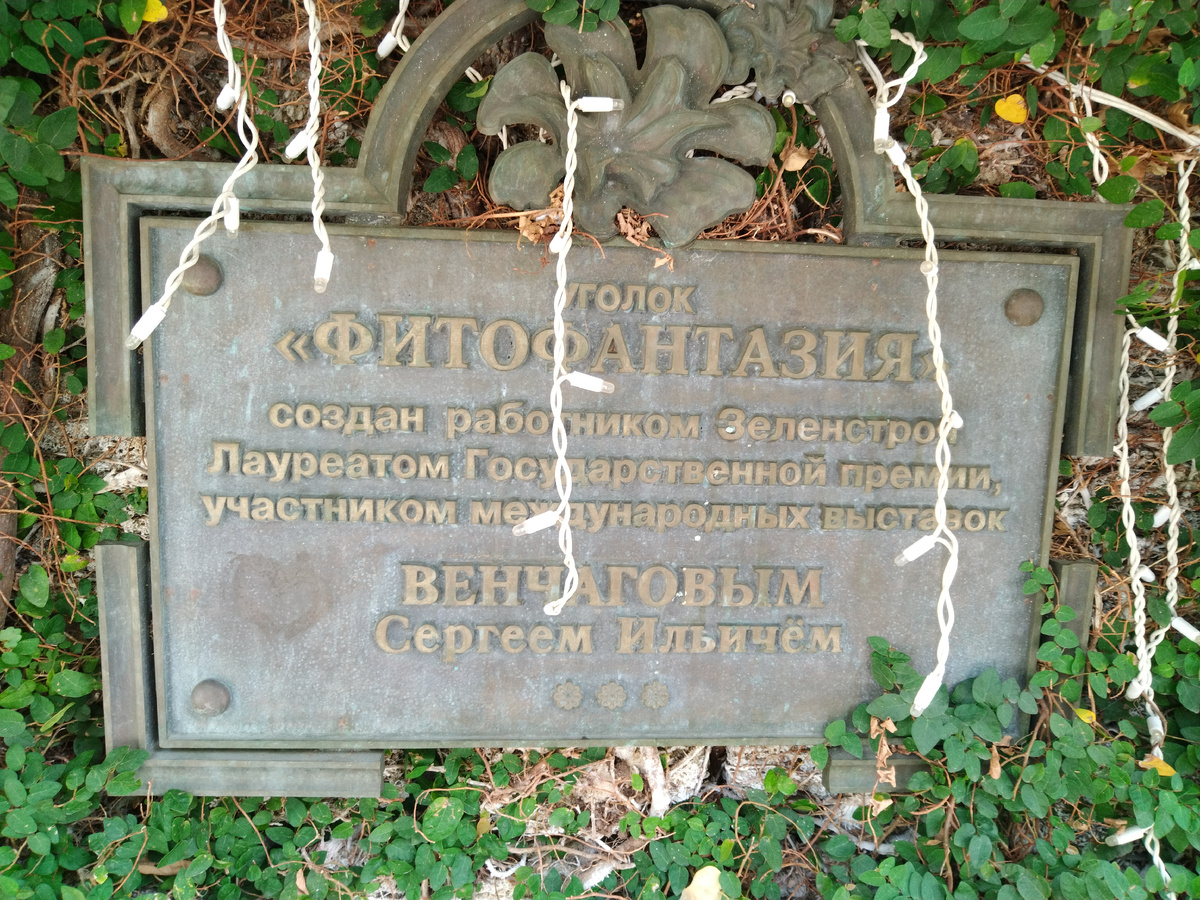 УГОЛОК
«ФИТОФАНТАЗИЯ»
создан работником Зеленстроя
Лауреатом Государственной премии,
участником международных выставок
ВЕНЧАГОВЫМ
Сергеем Ильичём